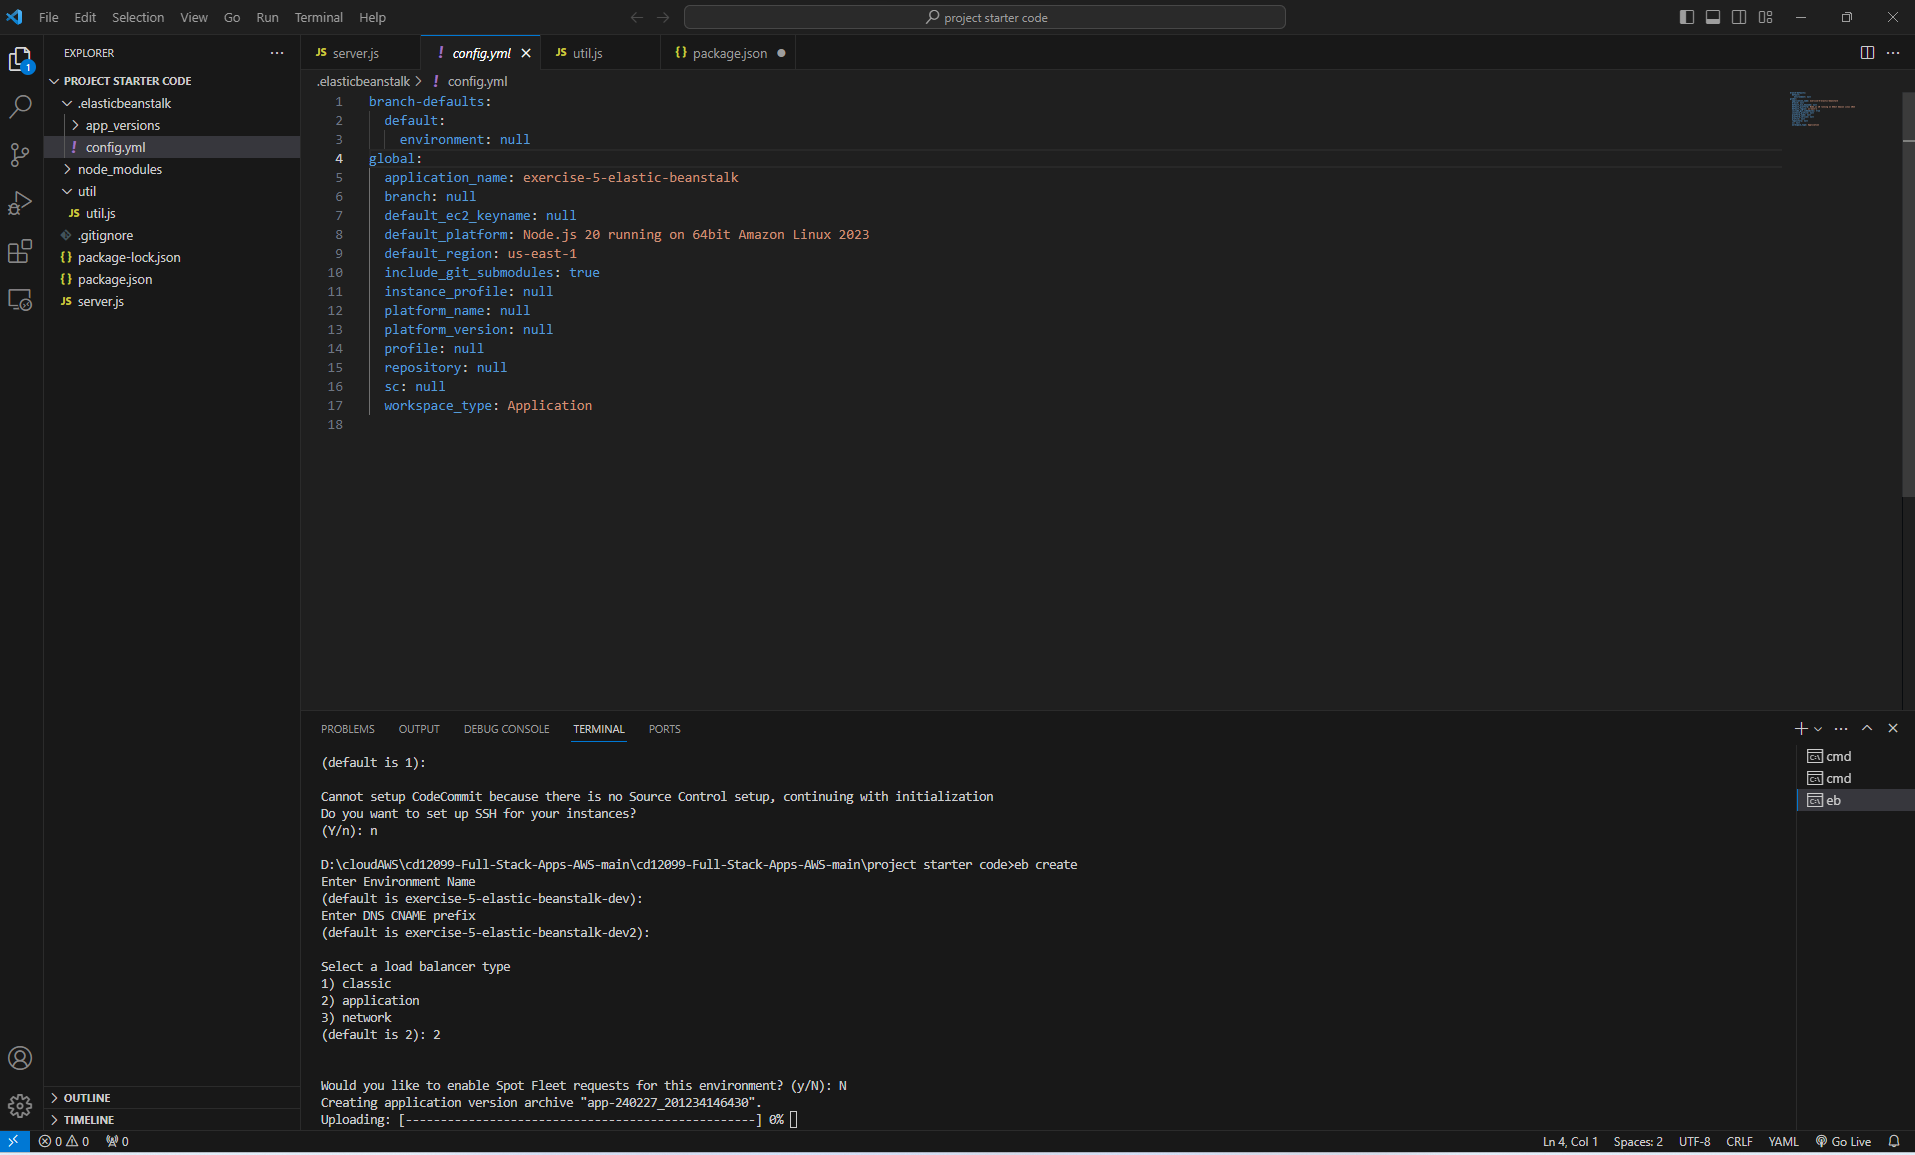 File Edit Selection View Go Run Terminal Help
project starter code
EXPLORER
PROJECT STARTER CODE
.elasticbeanstalk
app_versions
! config.yml
node_modules
util
JS util.js
.gitignore
{} package-lock.json
{} package.json
JS server.js
OUTLINE
TIMELINE
1
JS server.js
! config.yml
JS util.js
{} package.json
.elasticbeanstalk > ! config.yml
1 branch-defaults:
2 default:
3 environment: null
4 global:
5 application_name: exercise-5-elastic-beanstalk
6 branch: null
7 default_ec2_keyname: null
8 default_platform: Node.js 20 running on 64bit Amazon Linux 2023
9 default_region: us-east-1
10 include_git_submodules: true
11 instance_profile: null
12 platform_name: null
13 platform_version: null
14 profile: null
15 repository: null
16 sc: null
17 workspace_type: Application
18
PROBLEMS OUTPUT DEBUG CONSOLE TERMINAL PORTS
(default is 1):
Cannot setup CodeCommit because there is no Source Control setup, continuing with initialization
Do you want to set up SSH for your instances?
(Y/n): n
D:\cloudAWS\cd12099-Full-Stack-Apps-AWS-main\cd12099-Full-Stack-Apps-AWS-main\project starter code>eb create
Enter Environment Name
(default is exercise-5-elastic-beanstalk-dev):
Enter DNS CNAME prefix
(default is exercise-5-elastic-beanstalk-dev2):
Select a load balancer type
1) classic
2) application
3) network
(default is 2): 2
Would you like to enable Spot Fleet requests for this environment? (y/N): N
Creating application version archive "app-240227_201234146430".
Uploading: [--------------------------------------------------] 0%
cmd
cmd
eb
0 0 0
Ln 4, Col 1 Spaces: 2 UTF-8 CRLF YAML Go Live